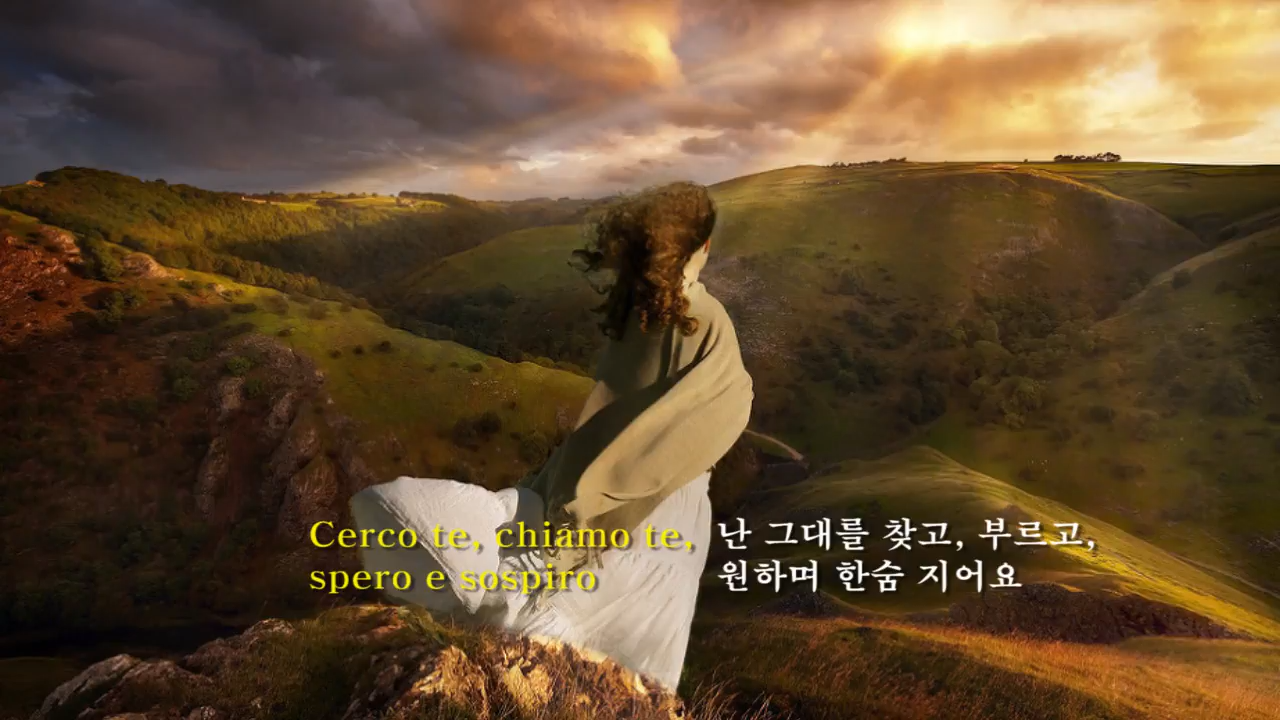 Cerco te, chiamo te,
spero e sospiro
난 그대를 찾고, 부르고,
원하며 한숨 지어요